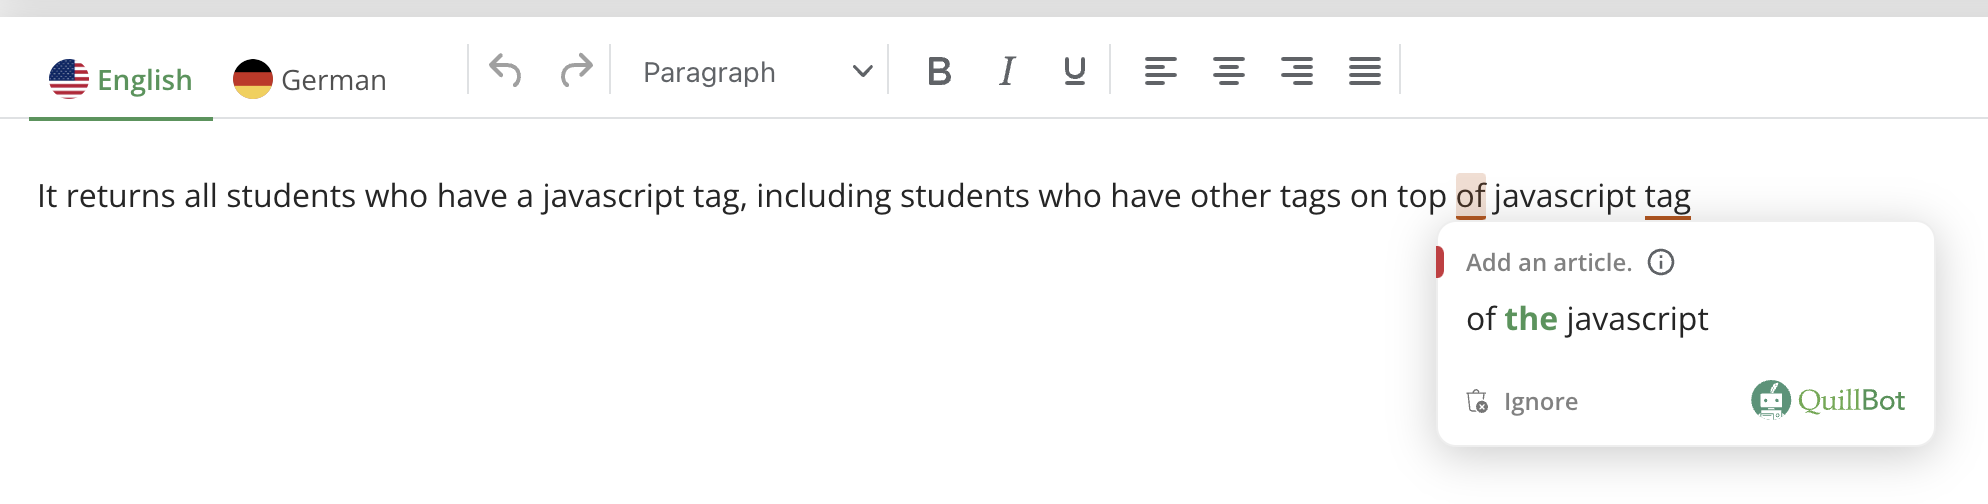 English German Paragraph B I U
It returns all students who have a javascript tag, including students who have other tags on top of javascript tag
Add an article.
of the javascript
Ignore QuillBot